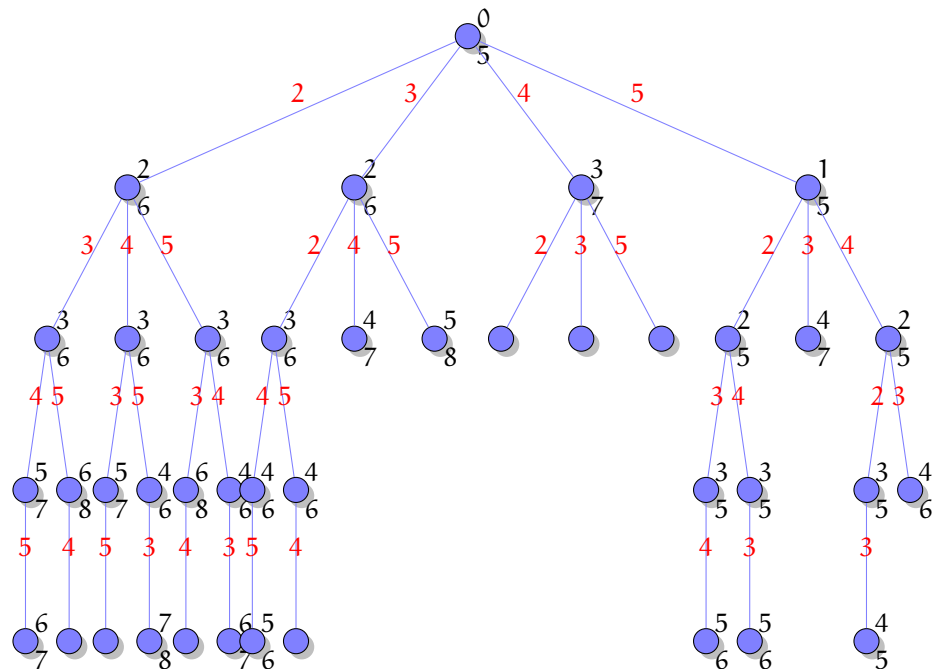 0
5
2 3 4 5
2 2 3 1
6 6 7 5
3 4 5 2 4 5 2 3 5 2 3 4
3 3 3 3 4 5 2 4 2
6 6 6 6 7 8 5 7 5
4 5 3 5 3 4 4 5 3 4 2 3
5 6 5 4 6 4 4 4 3 3 3 4
7 8 7 6 8 6 6 6 5 5 5 6
5 4 5 3 4 3 5 4 4 3 3
6 7 6 5 5 5 4
7 8 7 6 6 6 5